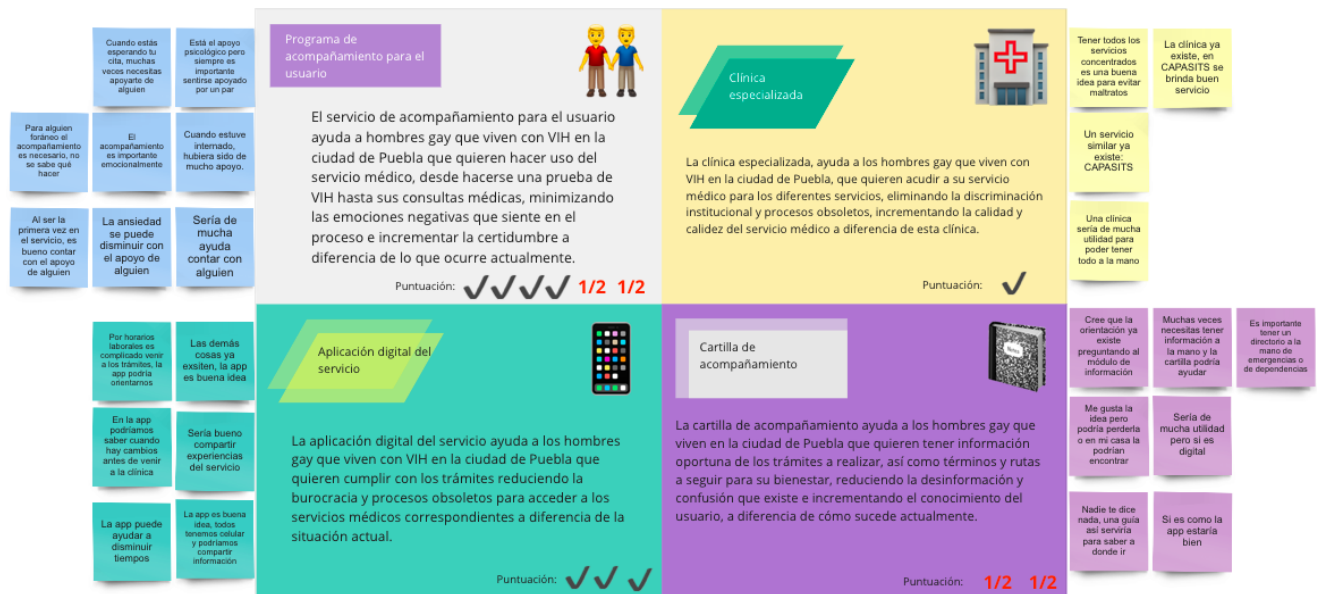 Cuando estás
esperando tu
cita, muchas
veces necesitas
apoyarte de
alguien
Está el apoyo
psicológico pero
siempre es
importante
sentirse apoyado
por un par
Para alguien
foráneo el
acompañamiento
es necesario, no
se sabe qué
hacer
El
acompañamiento
es importante
emocionalmente
Cuando estuve
internado,
hubiera sido de
mucho apoyo.
Al ser la
primera vez en
el servicio, es
bueno contar
con el apoyo
de alguien
La ansiedad
se puede
disminuir con
el apoyo de
alguien
Sería de
mucha
ayuda
contar con
alguien
Programa de
acompañamiento para el
usuario
El servicio de acompañamiento para el usuario
ayuda a hombres gay que viven con VIH en la
ciudad de Puebla que quieren hacer uso del
servicio médico, desde hacerse una prueba de
VIH hasta sus consultas médicas, minimizando
las emociones negativas que siente en el
proceso e incrementar la certidumbre a
diferencia de lo que ocurre actualmente.
Puntuación: ✔✔✔✔ 1/2 1/2
Clínica
especializada
La clínica especializada, ayuda a los hombres gay que viven con
VIH en la ciudad de Puebla, que quieren acudir a su servicio
médico para los diferentes servicios, eliminando la discriminación
institucional y procesos obsoletos, incrementando la calidad y
calidez del servicio médico a diferencia de esta clínica.
Puntuación: ✔
Tener todos los
servicios
concentrados
es una buena
idea para evitar
maltratos
La clínica ya
existe, en
CAPASITS se
brinda buen
servicio
Un servicio
similar ya
existe:
CAPASITS
Una clínica
sería de mucha
utilidad para
poder tener
todo a la mano
Por horarios
laborales es
complicado venir
a los trámites, la
app podría
orientarnos
Las demás
cosas ya
exsiten, la app
es buena idea
En la app
podríamos
saber cuando
hay cambios
antes de venir
a la clínica
Sería bueno
compartir
experiencias
del servicio
La app puede
ayudar a
disminuir
tiempos
La app es buena
idea, todos
tenemos celular
y podríamos
compartir
información
Aplicación digital del
servicio
La aplicación digital del servicio ayuda a los hombres
gay que viven con VIH en la ciudad de Puebla que
quieren cumplir con los trámites reduciendo la
burocracia y procesos obsoletos para acceder a los
servicios médicos correspondientes a diferencia de la
situación actual.
Puntuación: ✔✔✔
Cartilla de
acompañamiento
La cartilla de acompañamiento ayuda a los hombres gay que
viven en la ciudad de Puebla que quieren tener información
oportuna de los trámites a realizar, así como términos y rutas
a seguir para su bienestar, reduciendo la desinformación y
confusión que existe e incrementando el conocimiento del
usuario, a diferencia de cómo sucede actualmente.
Puntuación: 1/2 1/2
Cree que la
orientación ya
existe
preguntando al
módulo de
información
Muchas veces
necesitas tener
información a
la mano y la
cartilla podría
ayudar
Es importante
tener un
directorio a la
mano de
emergencias o
de dependencias
Me gusta la
idea pero
podría perderla
o en mi casa la
podrían
encontrar
Sería de
mucha utilidad
pero si es
digital
Nadie te dice
nada, una guía
así serviría
para saber a
donde ir
Si es como la
app estaría
bien